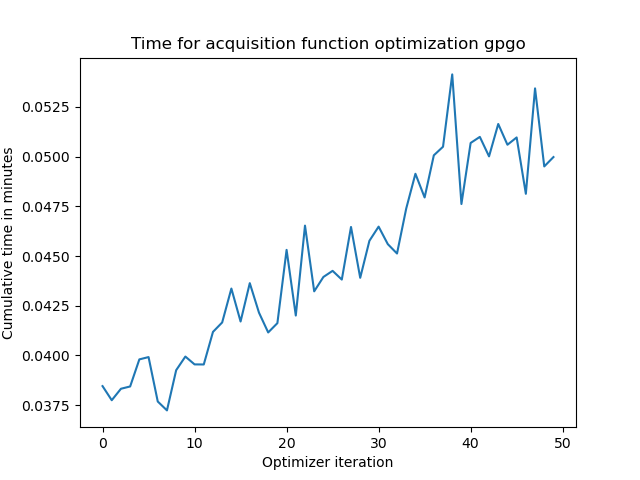 Time for acquisition function optimization gpgo
Cumulative time in minutes
0.0525
0.0500
0.0475
0.0450
0.0425
0.0400
0.0375
0 10 20 30 40 50
Optimizer iteration